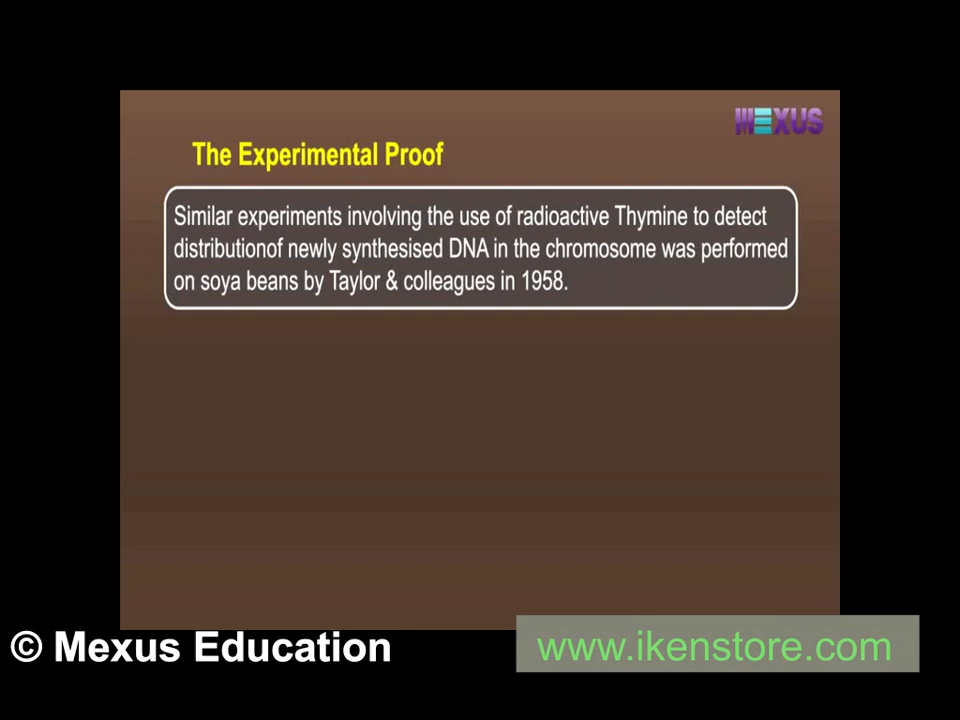 MEXUS
The Experimental Proof
Similar experiments involving the use of radioactive Thymine to detect
distributionof newly synthesised DNA in the chromosome was performed
on soya beans by Taylor & colleagues in 1958.
© Mexus Education
www.ikenstore.com